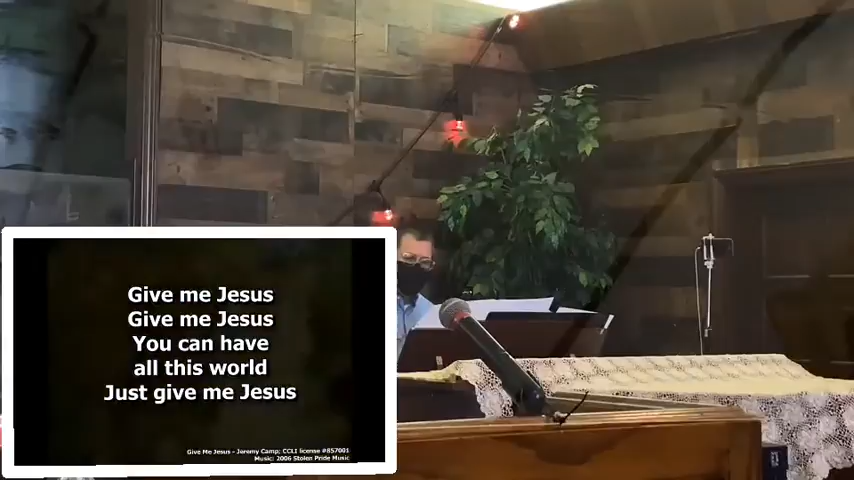 Give me Jesus
Give me Jesus
You can have
all this world
Just give me Jesus
Give Me Jesus - Jeremy Camp; CCLI license #857001
Music: 2006 Stolen Pride Music